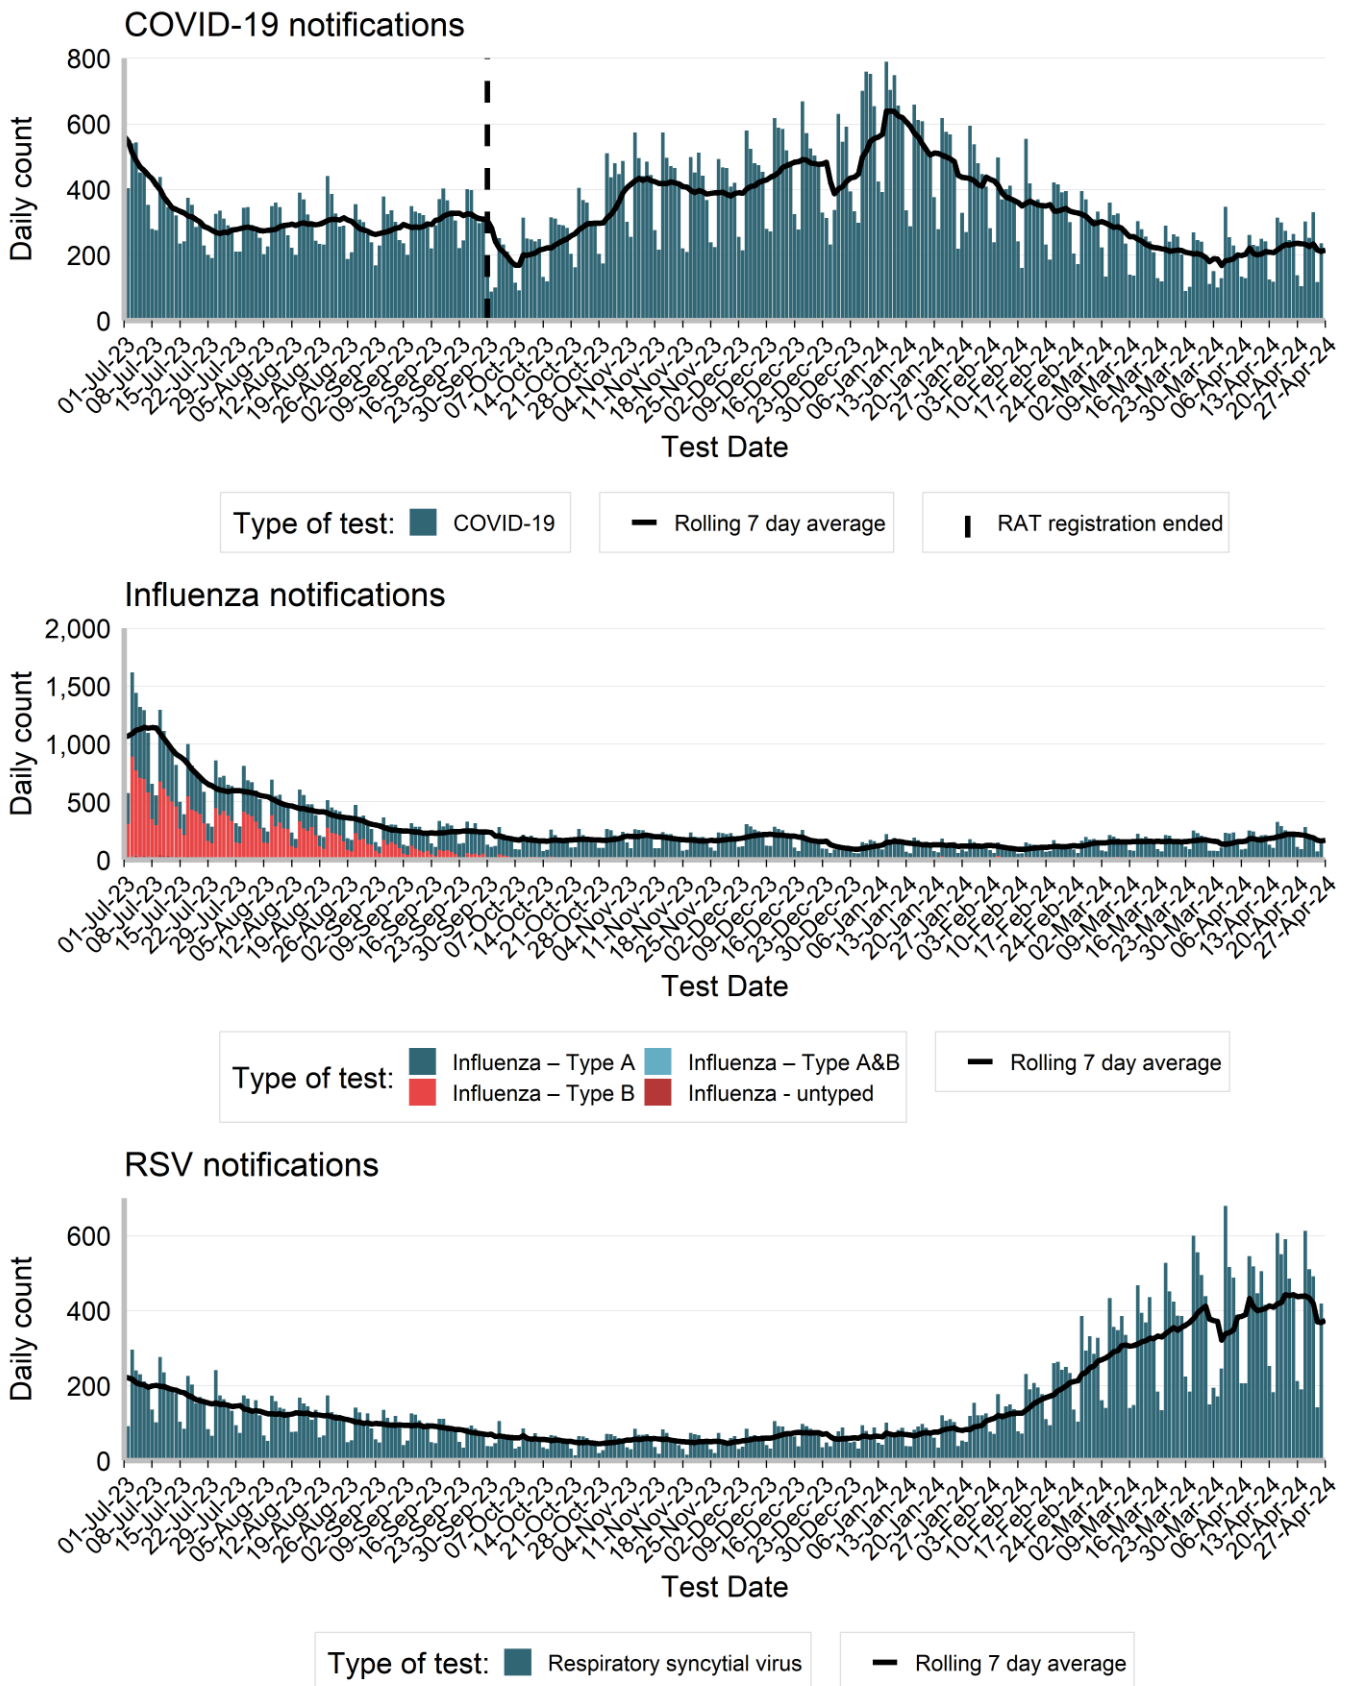 COVID-19 notifications
800
600
400
200
0
Daily count
01-Jul-23
08-Jul-23
15-Jul-23
22-Jul-23
29-Jul-23
05-Aug-23
12-Aug-23
19-Aug-23
26-Aug-23
02-Sep-23
09-Sep-23
16-Sep-23
23-Sep-23
30-Sep-23
07-Oct-23
14-Oct-23
21-Oct-23
28-Oct-23
04-Nov-23
11-Nov-23
18-Nov-23
25-Nov-23
02-Dec-23
09-Dec-23
16-Dec-23
23-Dec-23
30-Dec-23
06-Jan-24
13-Jan-24
20-Jan-24
27-Jan-24
03-Feb-24
10-Feb-24
17-Feb-24
24-Feb-24
02-Mar-24
09-Mar-24
16-Mar-24
23-Mar-24
30-Mar-24
06-Apr-24
13-Apr-24
20-Apr-24
27-Apr-24
Test Date
Type of test: COVID-19
Rolling 7 day average
RAT registration ended
Influenza notifications
2,000
1,500
1,000
500
0
Daily count
01-Jul-23
08-Jul-23
15-Jul-23
22-Jul-23
29-Jul-23
05-Aug-23
12-Aug-23
19-Aug-23
26-Aug-23
02-Sep-23
09-Sep-23
16-Sep-23
23-Sep-23
30-Sep-23
07-Oct-23
14-Oct-23
21-Oct-23
28-Oct-23
04-Nov-23
11-Nov-23
18-Nov-23
25-Nov-23
02-Dec-23
09-Dec-23
16-Dec-23
23-Dec-23
30-Dec-23
06-Jan-24
13-Jan-24
20-Jan-24
27-Jan-24
03-Feb-24
10-Feb-24
17-Feb-24
24-Feb-24
02-Mar-24
09-Mar-24
16-Mar-24
23-Mar-24
30-Mar-24
06-Apr-24
13-Apr-24
20-Apr-24
27-Apr-24
Test Date
Type of test:
Influenza – Type A
Influenza – Type A&B
Influenza – Type B
Influenza - untyped
Rolling 7 day average
RSV notifications
600
400
200
0
Daily count
01-Jul-23
08-Jul-23
15-Jul-23
22-Jul-23
29-Jul-23
05-Aug-23
12-Aug-23
19-Aug-23
26-Aug-23
02-Sep-23
09-Sep-23
16-Sep-23
23-Sep-23
30-Sep-23
07-Oct-23
14-Oct-23
21-Oct-23
28-Oct-23
04-Nov-23
11-Nov-23
18-Nov-23
25-Nov-23
02-Dec-23
09-Dec-23
16-Dec-23
23-Dec-23
30-Dec-23
06-Jan-24
13-Jan-24
20-Jan-24
27-Jan-24
03-Feb-24
10-Feb-24
17-Feb-24
24-Feb-24
02-Mar-24
09-Mar-24
16-Mar-24
23-Mar-24
30-Mar-24
06-Apr-24
13-Apr-24
20-Apr-24
27-Apr-24
Test Date
Type of test: Respiratory syncytial virus
Rolling 7 day average